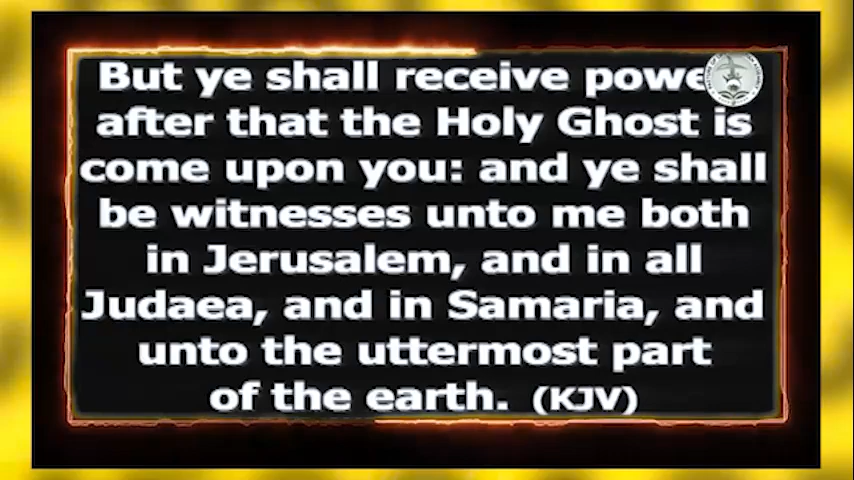 But ye shall receive powe
after that the Holy Ghost is
come upon you: and ye shall
be witnesses unto me both
in Jerusalem, and in all
Judaea, and in Samaria, and
unto the uttermost part
of the earth. (KJV)